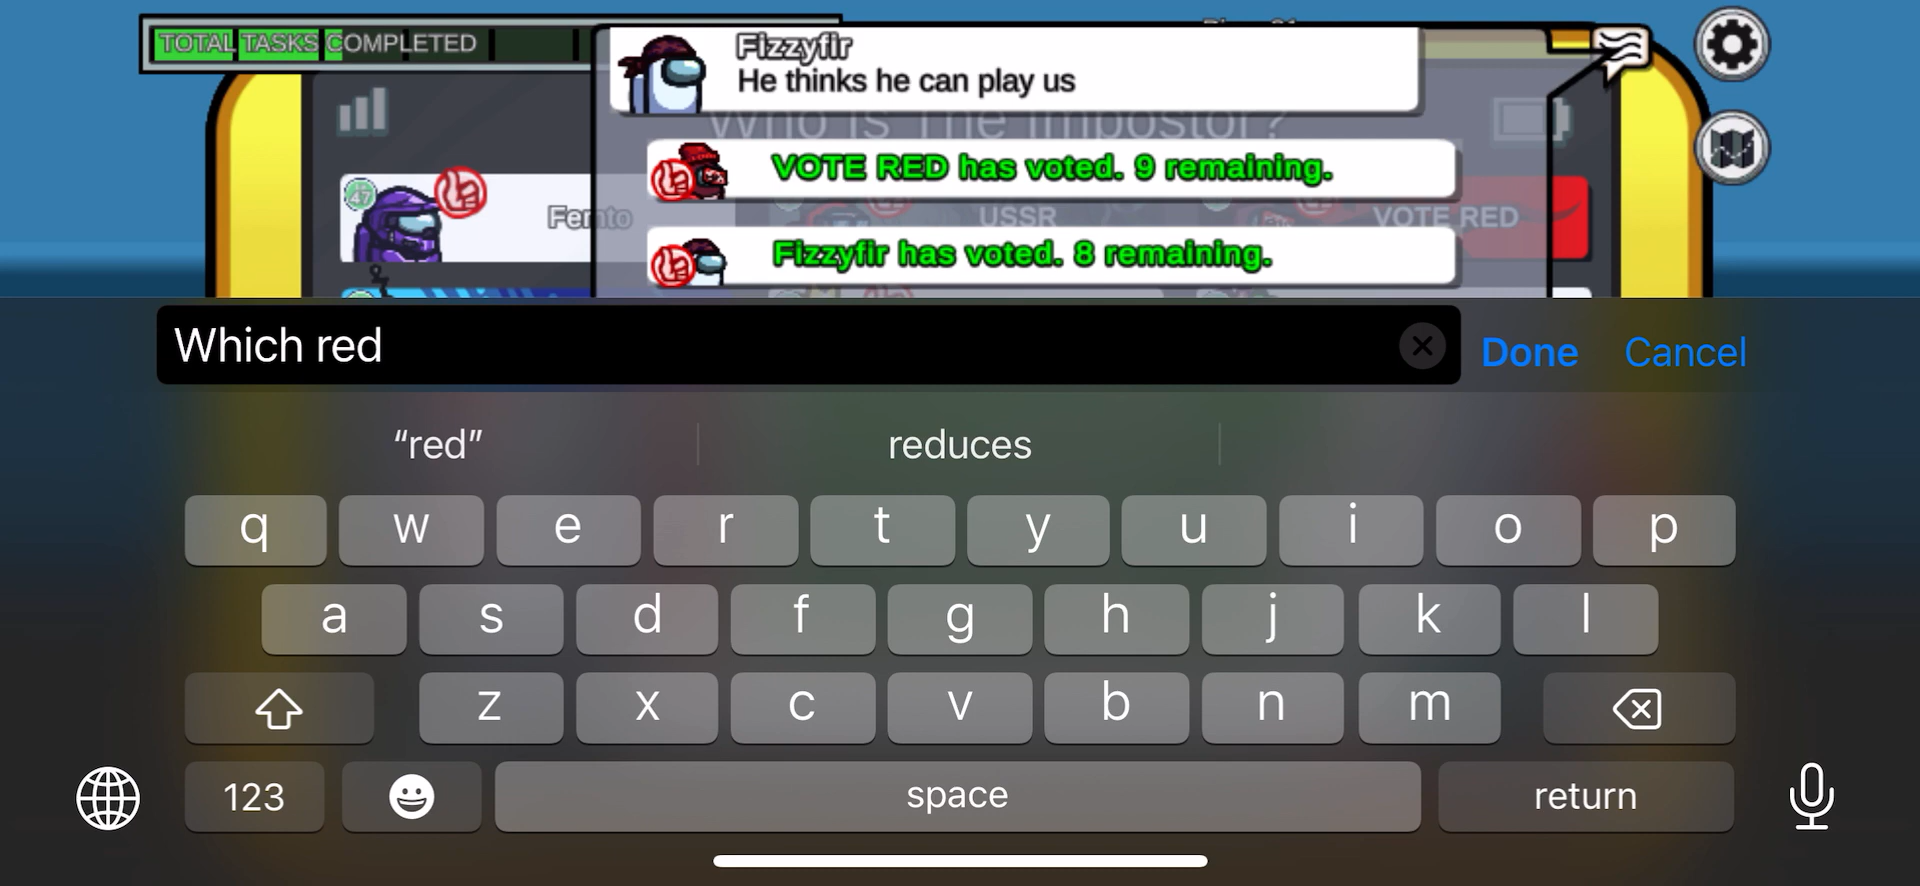 TOTAL TASKS COMPLETED
Fizzyfir
He thinks he can play us
Who Is The Impostor?
VOTE RED has voted. 9 remaining.
47
Femto
USSR
VOTE RED
Fizzyfir has voted. 8 remaining.
Which red
Done
Cancel
“red”
reduces
q w e r t y u i o p
a s d f g h j k l
z x c v b n m
123
space
return